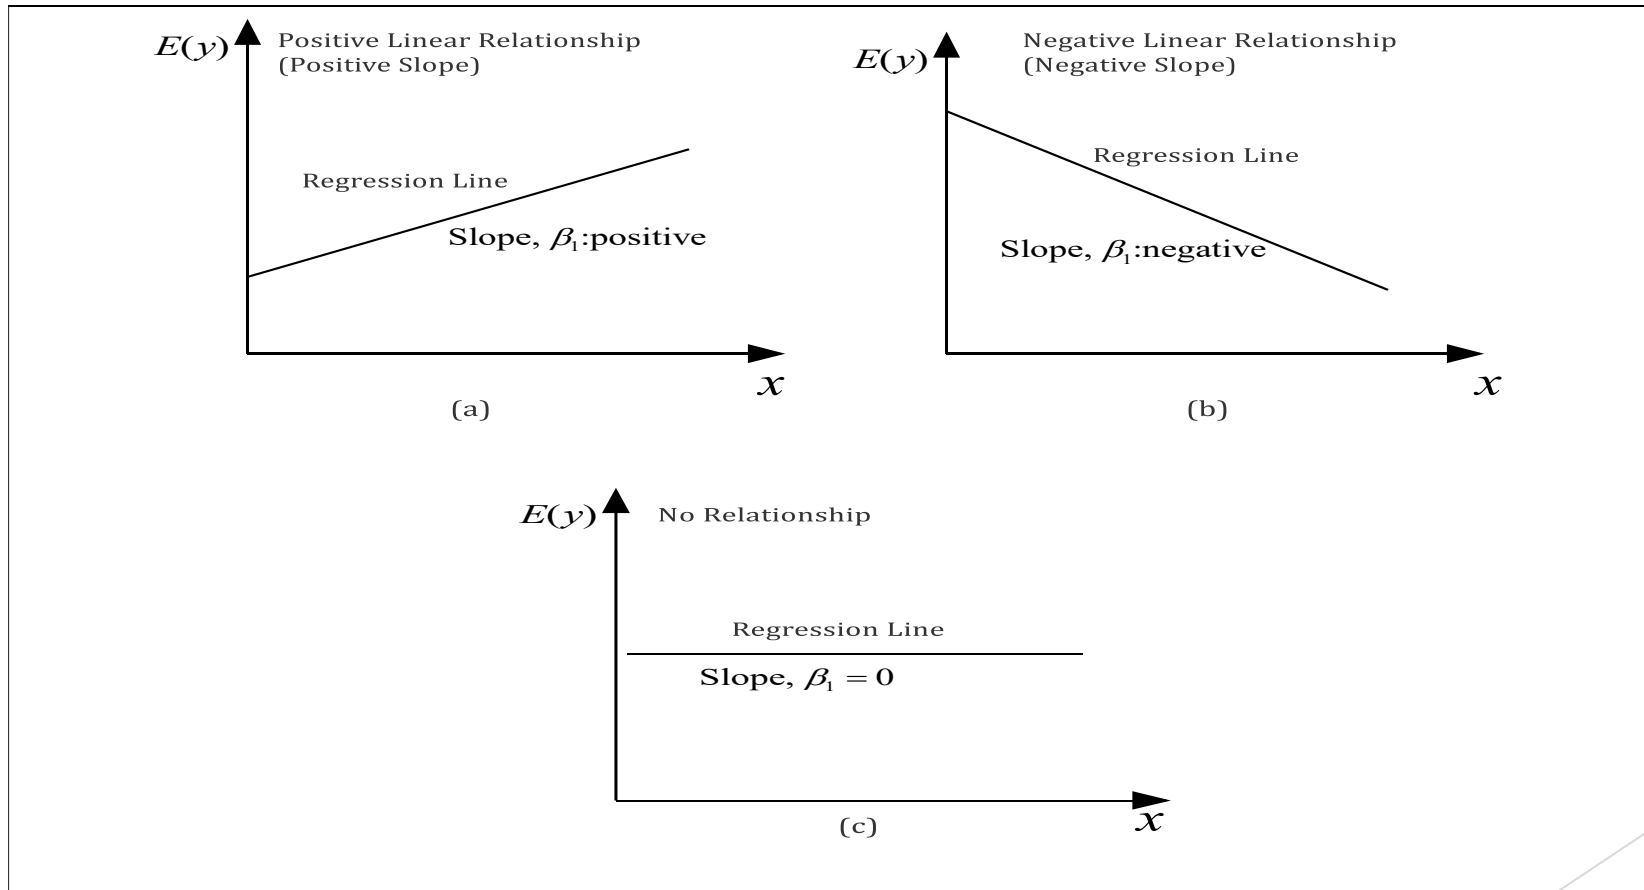 E(y)
Positive Linear Relationship
(Positive Slope)
Regression Line
Slope, β₁:positive
x
(a)
E(y)
Negative Linear Relationship
(Negative Slope)
Regression Line
Slope, β₁:negative
x
(b)
E(y)
No Relationship
Regression Line
Slope, β₁ = 0
x
(c)